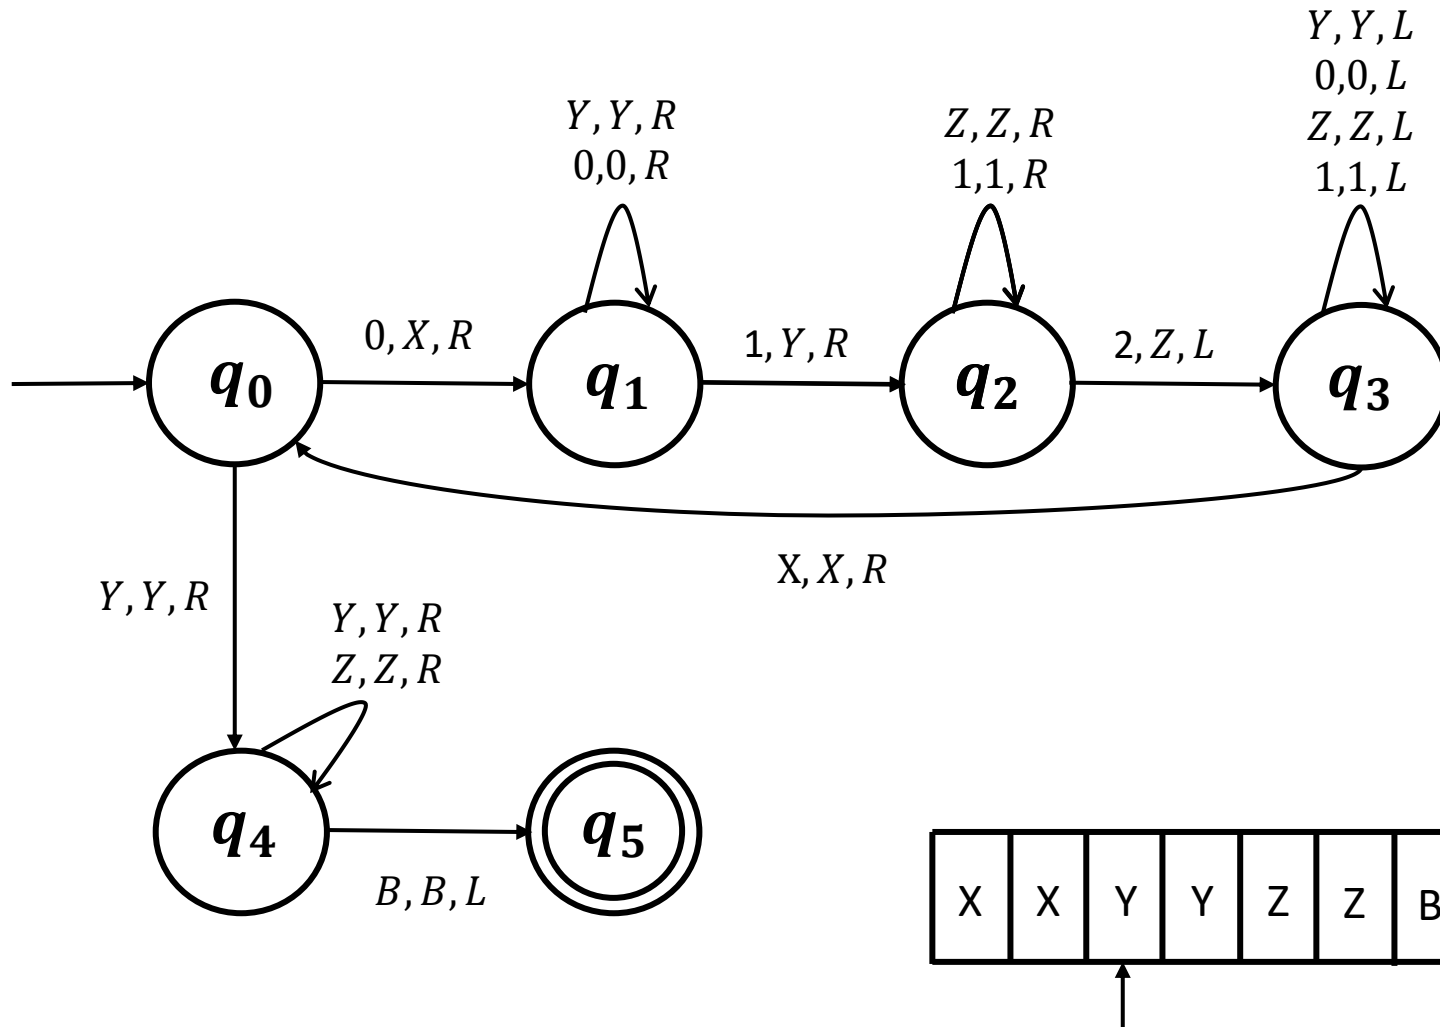 Y, Y, L
0,0, L
Z, Z, L
1,1, L
Y, Y, R
0,0, R
Z, Z, R
1,1, R
0, X, R
1, Y, R
2, Z, L
q0
q1
q2
q3
X, X, R
Y, Y, R
Y, Y, R
Z, Z, R
q4
q5
B, B, L
X X Y Y Z Z B